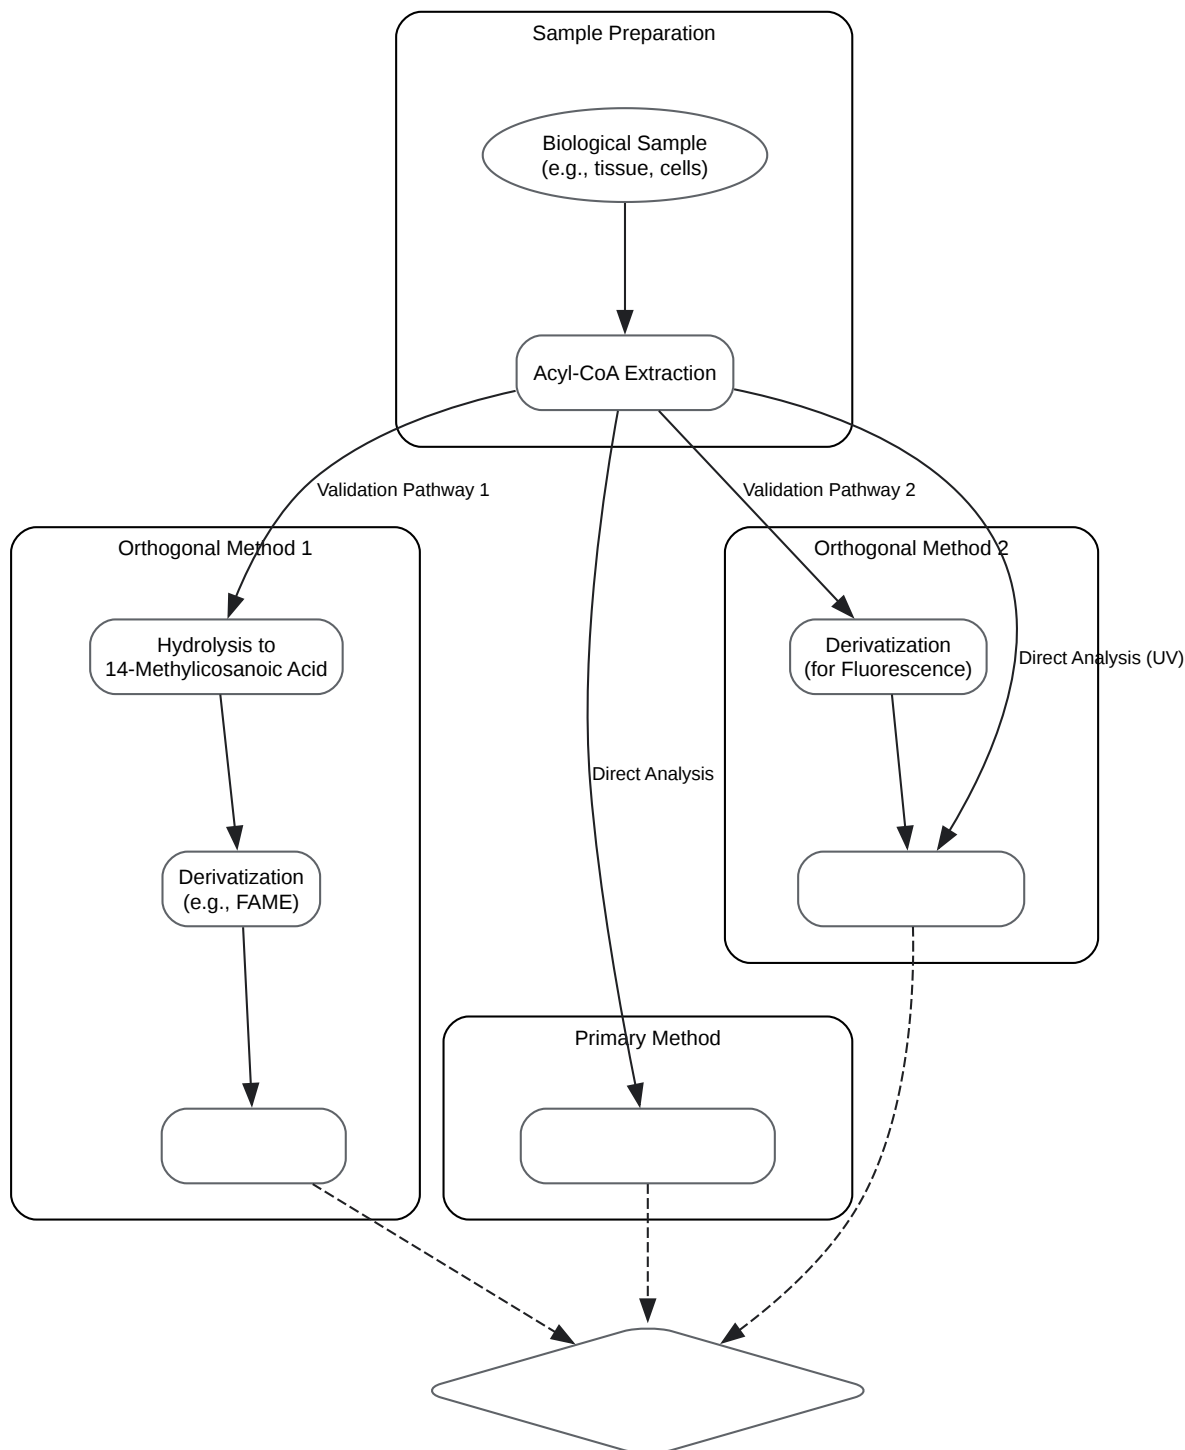 Sample Preparation
Biological Sample
(e.g., tissue, cells)
Acyl-CoA Extraction
Validation Pathway 1
Validation Pathway 2
Orthogonal Method 1
Orthogonal Method 2
Hydrolysis to
14-Methylicosanoic Acid
Derivatization
(for Fluorescence)
Direct Analysis (UV)
Direct Analysis
Derivatization
(e.g., FAME)
Primary Method